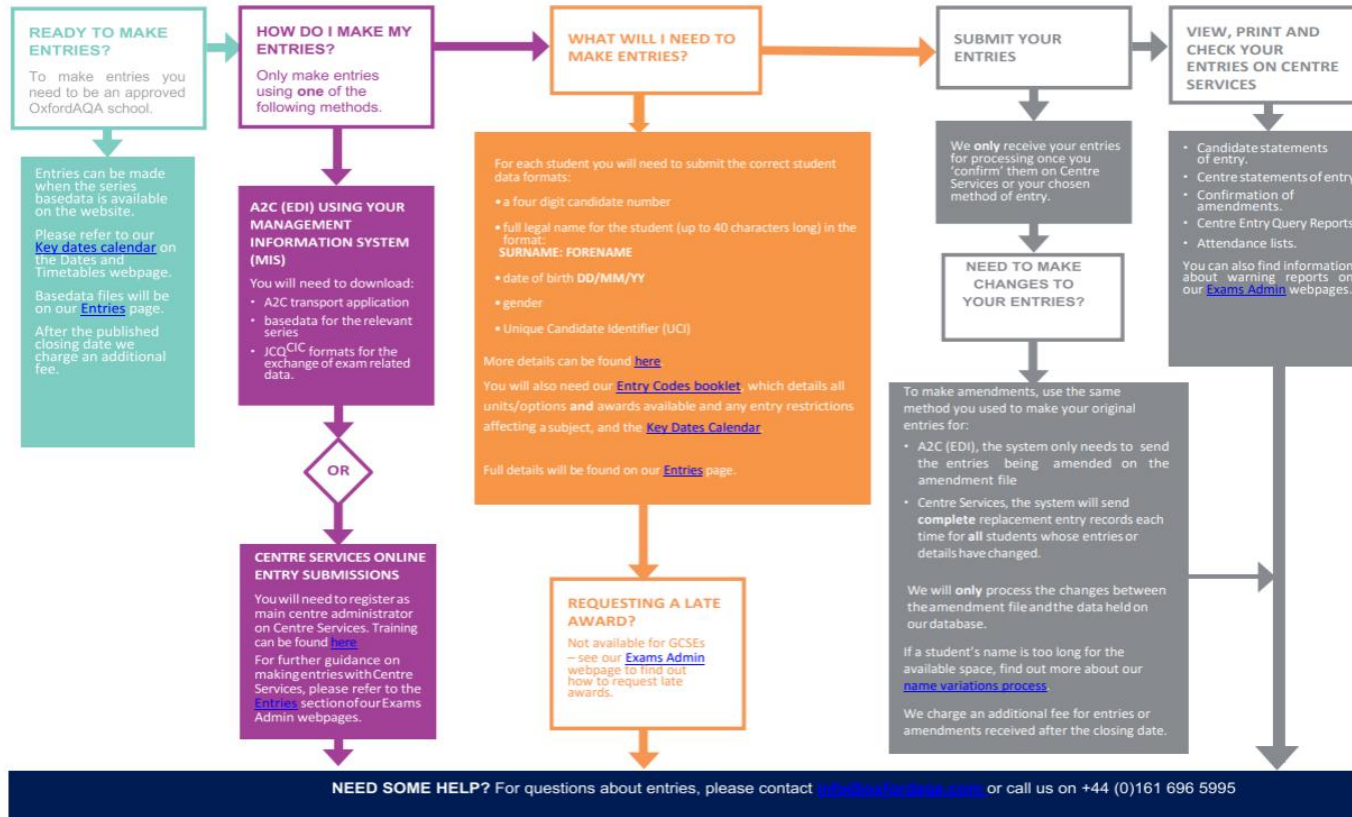 READY TO MAKE
ENTRIES?
To make entries you
need to be an approved
OxfordAQA school.
Entries can be made
when the series
basedata is available
on the website.
Please refer to our
Key dates calendar on
the Dates and
Timetables webpage.
Basedata files will be
on our Entries page.
After the published
closing date we
charge an additional
fee.
HOW DO I MAKE MY
ENTRIES?
Only make entries
using one of the
following methods.
A2C (EDI) USING YOUR
MANAGEMENT
INFORMATION SYSTEM
(MIS)
You will need to download:
• A2C transport application
• basedata for the relevant
series
• JCQCIC formats for the
exchange of exam related
data.
OR
CENTRE SERVICES ONLINE
ENTRY SUBMISSIONS
You will need to register as
main centre administrator
on Centre Services. Training
can be found here
For further guidance on
making entries with Centre
Services, please refer to the
Entries section of our Exams
Admin webpages.
WHAT WILL I NEED TO
MAKE ENTRIES?
For each student you will need to submit the correct student
data formats:
• a four digit candidate number
• full legal name for the student (up to 40 characters long) in the
format:
SURNAME: FORENAME
• date of birth DD/MM/YY
• gender
• Unique Candidate Identifier (UCI)
More details can be found here
You will also need our Entry Codes booklet, which details all
units/options and awards available and any entry restrictions
affecting a subject, and the Key Dates Calendar
Full details will be found on our Entries page.
REQUESTING A LATE
AWARD?
Not available for GCSEs
– see our Exams Admin
webpage to find out
how to request late
awards.
SUBMIT YOUR
ENTRIES
We only receive your entries
for processing once you
‘confirm’ them on Centre
Services or your chosen
method of entry.
NEED TO MAKE
CHANGES TO
YOUR ENTRIES?
To make amendments, use the same
method you used to make your original
entries for:
• A2C (EDI), the system only needs to send
the entries being amended on the
amendment file
• Centre Services, the system will send
complete replacement entry records each
time for all students whose entries or
details have changed.
We will only process the changes between
the amendment file and the data held on
our database.
If a student’s name is too long for the
available space, find out more about our
name variations process.
We charge an additional fee for entries or
amendments received after the closing date.
VIEW, PRINT AND
CHECK YOUR
ENTRIES ON CENTRE
SERVICES
• Candidate statements
of entry.
• Centre statements of entry
• Confirmation of
amendments.
• Centre Entry Query Reports
• Attendance lists.
You can also find information
about warning reports on
our Exams Admin webpages.
NEED SOME HELP? For questions about entries, please contact info@oxfordaqa.com or call us on +44 (0)161 696 5995